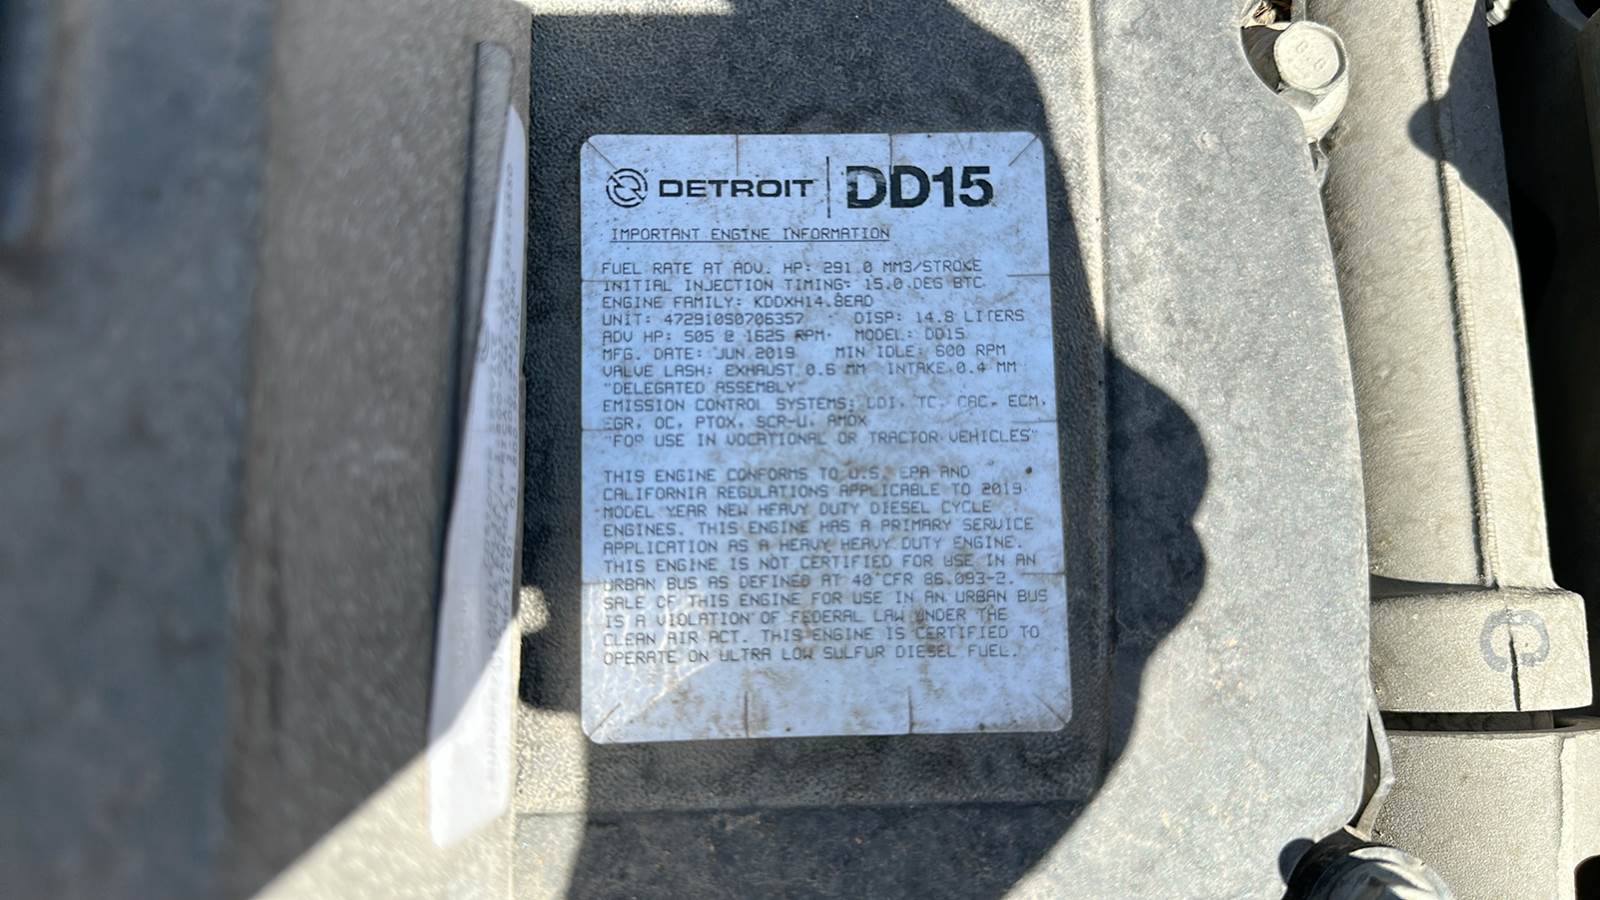 DETROIT DD15
IMPORTANT ENGINE INFORMATION
FUEL RATE AT ADV. HP: 291.0 MM3/STROKE
INITIAL INJECTION TIMING: 15.0 DEG BTC
ENGINE FAMILY: KDDXH14.8EAD
UNIT: 472910S0706357 DISP: 14.8 LITERS
ADV HP: 505 @ 1625 RPM MODEL: DD15
MFG. DATE: JUN 2019 MIN IDLE: 600 RPM
VALVE LASH: EXHAUST 0.6 MM INTAKE 0.4 MM
"DELEGATED ASSEMBLY"
EMISSION CONTROL SYSTEMS: DDI, TC, CAC, ECM,
EGR, OC, PTOX, SCR-U, AMOX
"FOR USE IN VOCATIONAL OR TRACTOR VEHICLES"
THIS ENGINE CONFORMS TO U.S. EPA AND
CALIFORNIA REGULATIONS APPLICABLE TO 2019
MODEL YEAR NEW HEAVY DUTY DIESEL CYCLE
ENGINES. THIS ENGINE HAS A PRIMARY SERVICE
APPLICATION AS A HEAVY HEAVY DUTY ENGINE.
THIS ENGINE IS NOT CERTIFIED FOR USE IN AN
URBAN BUS AS DEFINED AT 40 CFR 86.093-2.
SALE OF THIS ENGINE FOR USE IN AN URBAN BUS
IS A VIOLATION OF FEDERAL LAW UNDER THE
CLEAN AIR ACT. THIS ENGINE IS CERTIFIED TO
OPERATE ON ULTRA LOW SULFUR DIESEL FUEL.